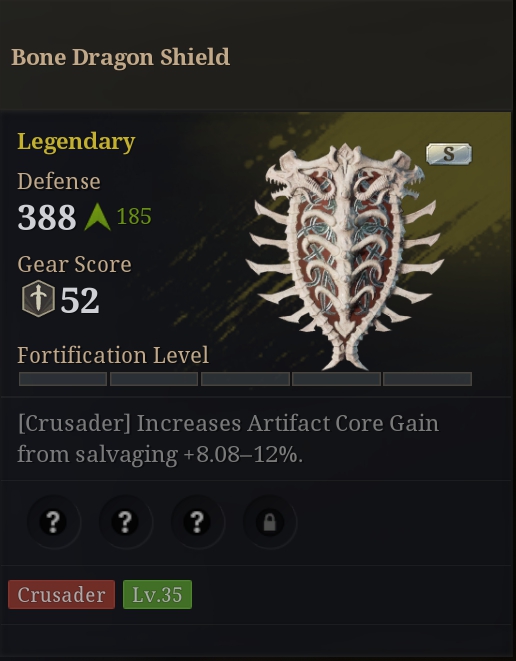 Bone Dragon Shield
Legendary
S
Defense
388 185
Gear Score
52
Fortification Level
[Crusader] Increases Artifact Core Gain
from salvaging +8.08–12%.
? ? ?
Crusader Lv.35